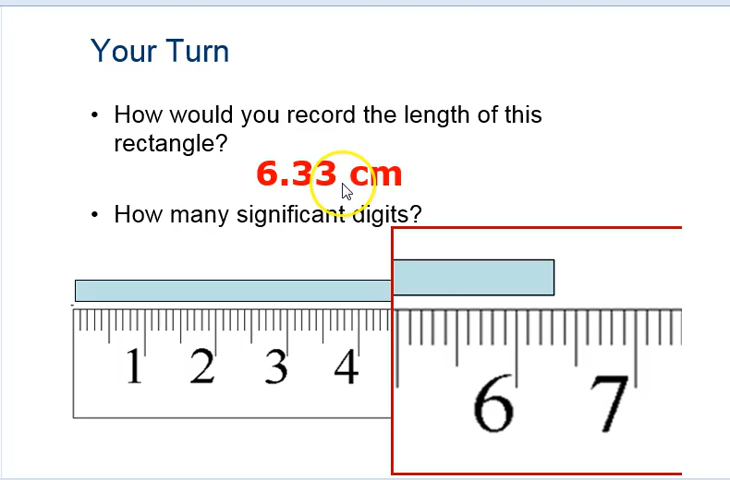 Your Turn
• How would you record the length of this
rectangle?
6.33 cm
• How many significant digits?
1 2 3 4
6 7